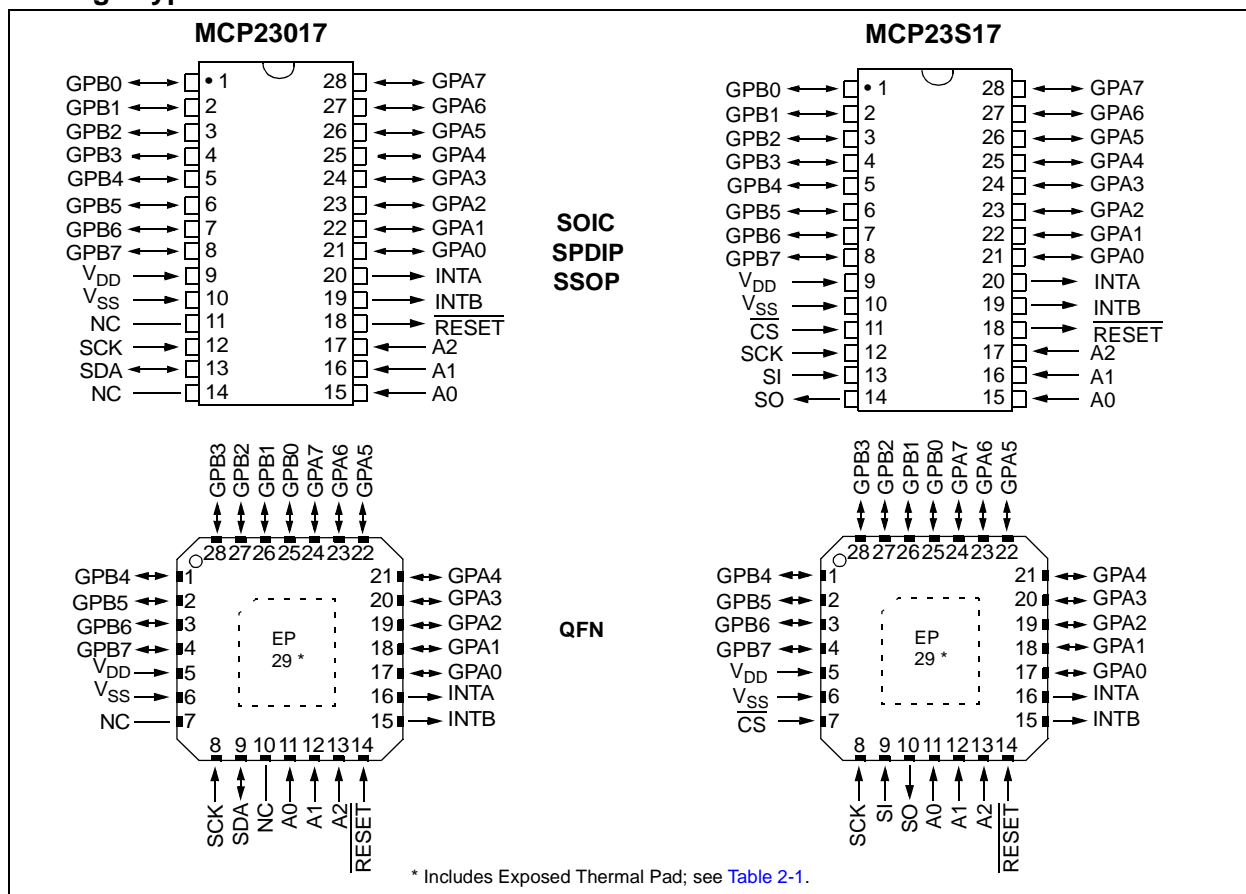 MCP23017
GPB0 • 1 28 GPA7
GPB1 2 27 GPA6
GPB2 3 26 GPA5
GPB3 4 25 GPA4
GPB4 5 24 GPA3
GPB5 6 23 GPA2
GPB6 7 22 GPA1
GPB7 8 21 GPA0
VDD 9 20 INTA
VSS 10 19 INTB
NC 11 18 RESET
SCK 12 17 A2
SDA 13 16 A1
NC 14 15 A0
MCP23S17
GPB0 • 1 28 GPA7
GPB1 2 27 GPA6
GPB2 3 26 GPA5
GPB3 4 25 GPA4
GPB4 5 24 GPA3
GPB5 6 23 GPA2
GPB6 7 22 GPA1
GPB7 8 21 GPA0
VDD 9 20 INTA
VSS 10 19 INTB
CS 11 18 RESET
SCK 12 17 A2
SI 13 16 A1
SO 14 15 A0
SOIC
SPDIP
SSOP
GPB3 GPB2 GPB1 GPB0 GPA7 GPA6 GPA5
28 27 26 25 24 23 22
GPB4 1 21 GPA4
GPB5 2 20 GPA3
GPB6 3 19 GPA2
GPB7 4 18 GPA1
VDD 5 17 GPA0
VSS 6 16 INTA
NC 7 15 INTB
EP
29 *
8 9 10 11 12 13 14
SCK SDA NC A0 A1 A2 RESET
QFN
GPB3 GPB2 GPB1 GPB0 GPA7 GPA6 GPA5
28 27 26 25 24 23 22
GPB4 1 21 GPA4
GPB5 2 20 GPA3
GPB6 3 19 GPA2
GPB7 4 18 GPA1
VDD 5 17 GPA0
VSS 6 16 INTA
CS 7 15 INTB
EP
29 *
8 9 10 11 12 13 14
SCK SI SO A0 A1 A2 RESET
* Includes Exposed Thermal Pad; see Table 2-1.